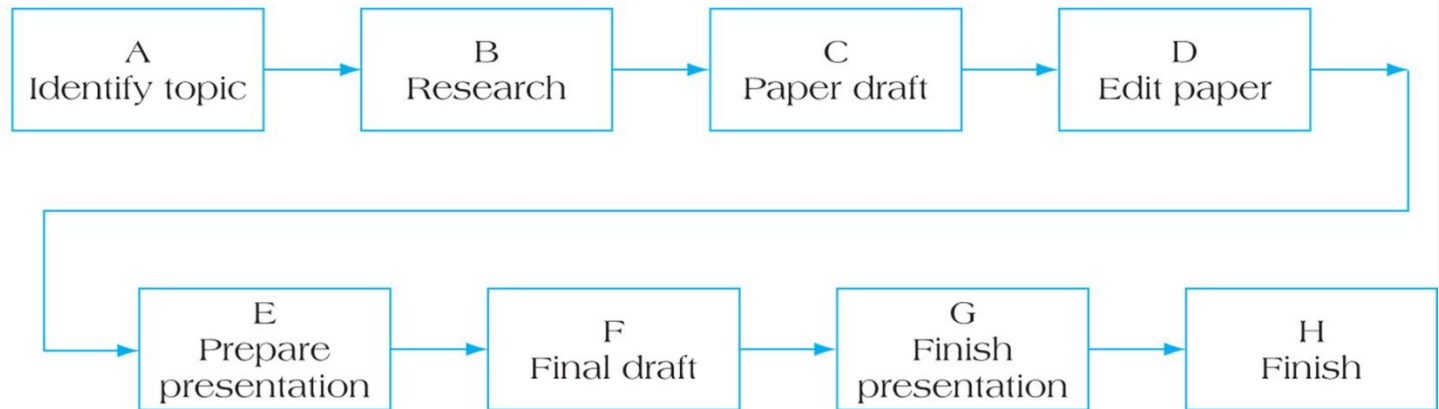 A
Identify topic
B
Research
C
Paper draft
D
Edit paper
E
Prepare
presentation
F
Final draft
G
Finish
presentation
H
Finish